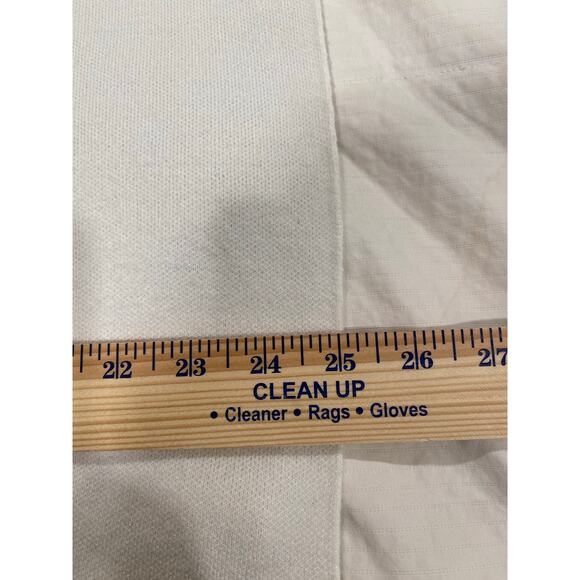 22 23 24 25 26 27
CLEAN UP
• Cleaner • Rags • Gloves